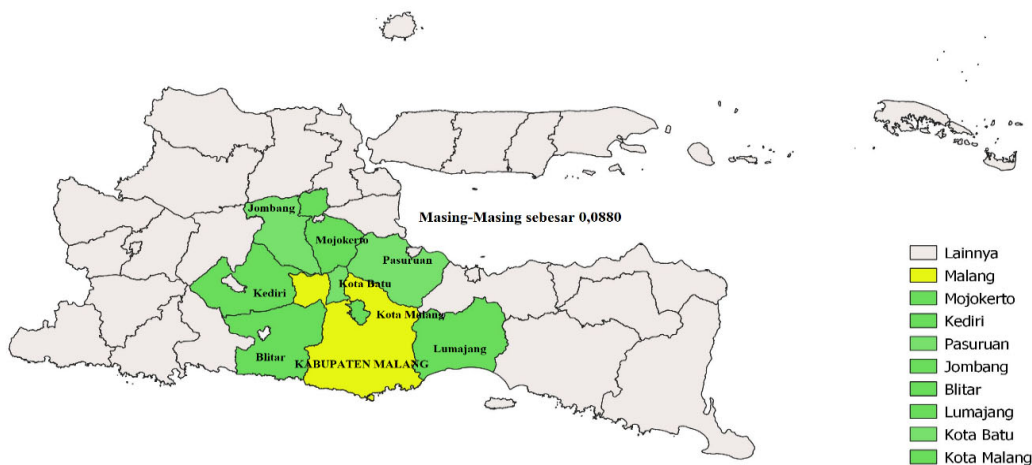 Jombang
Masing-Masing sebesar 0,0880
Mojokerto
Pasuruan
Kota Batu
Kediri
Kota Malang
Lumajang
Blitar
KABUPATEN MALANG
Lainnya
Malang
Mojokerto
Kediri
Pasuruan
Jombang
Blitar
Lumajang
Kota Batu
Kota Malang